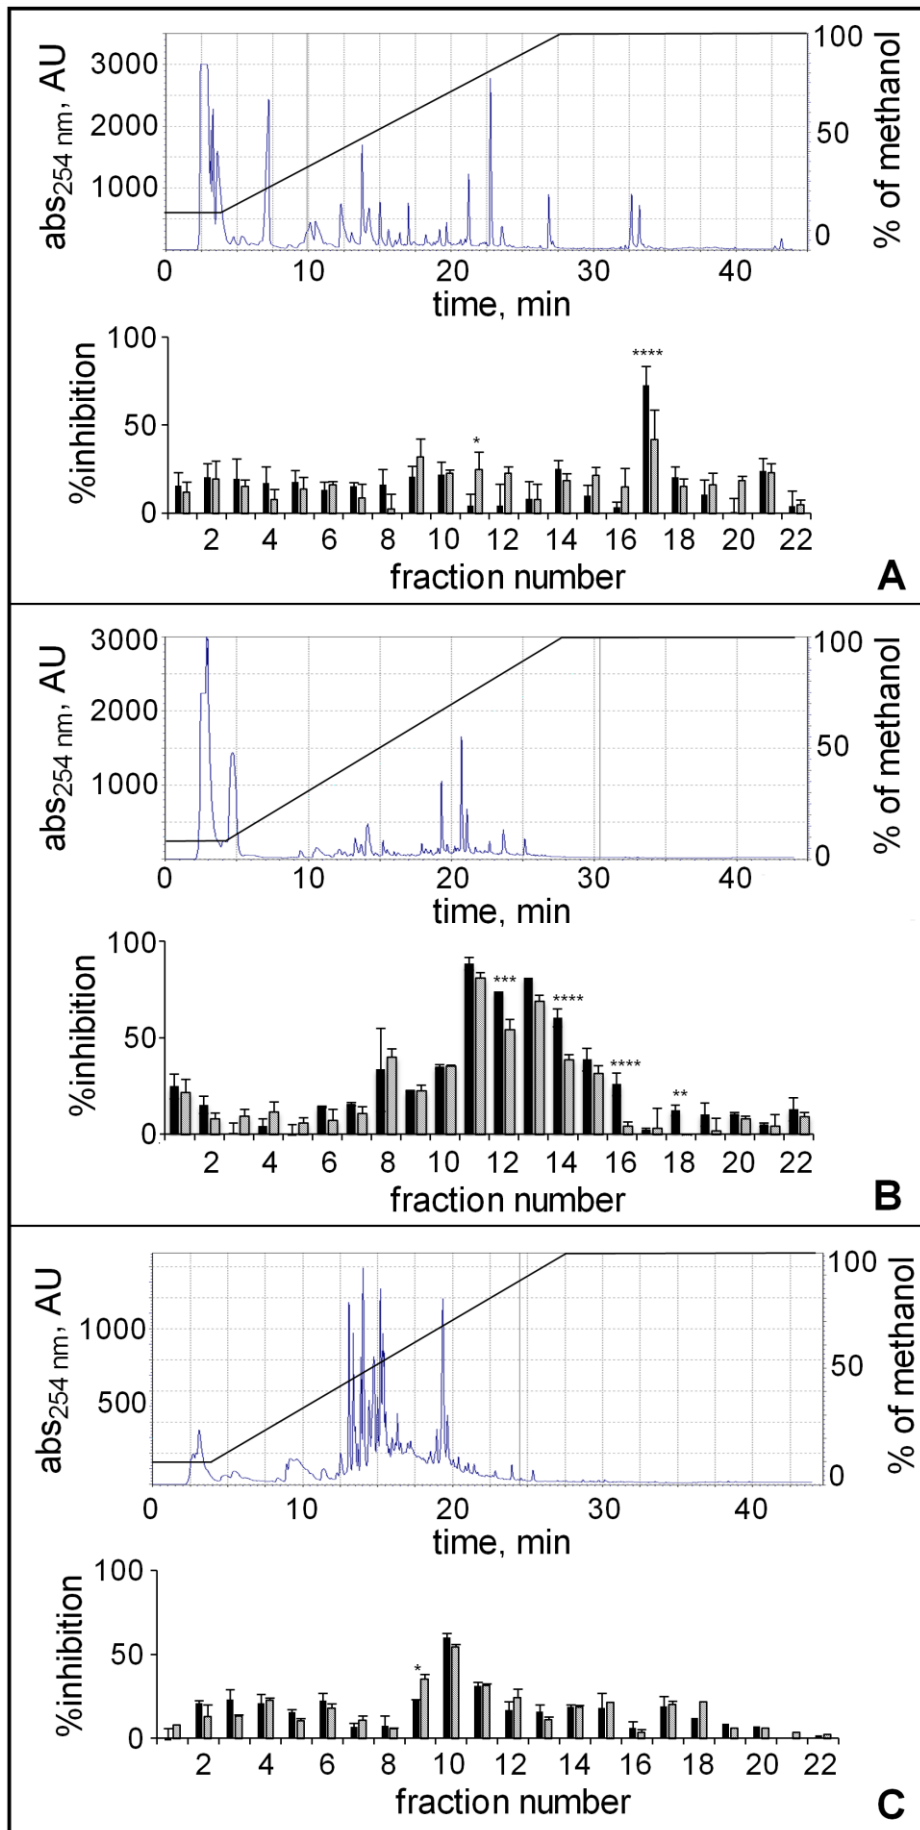 abs254 nm, AU
3000
2000
1000
100
50
0
% of methanol
0 10 20 30 40
time, min
%inhibition
100
50
0
****
*
2 4 6 8 10 12 14 16 18 20 22
fraction number
A
abs254 nm, AU
3000
2000
1000
100
50
0
% of methanol
0 10 20 30 40
time, min
%inhibition
100
50
0
*** **** **** **
2 4 6 8 10 12 14 16 18 20 22
fraction number
B
abs254 nm, AU
1000
500
100
50
0
% of methanol
0 10 20 30 40
time, min
%inhibition
100
50
0
*
2 4 6 8 10 12 14 16 18 20 22
fraction number
C